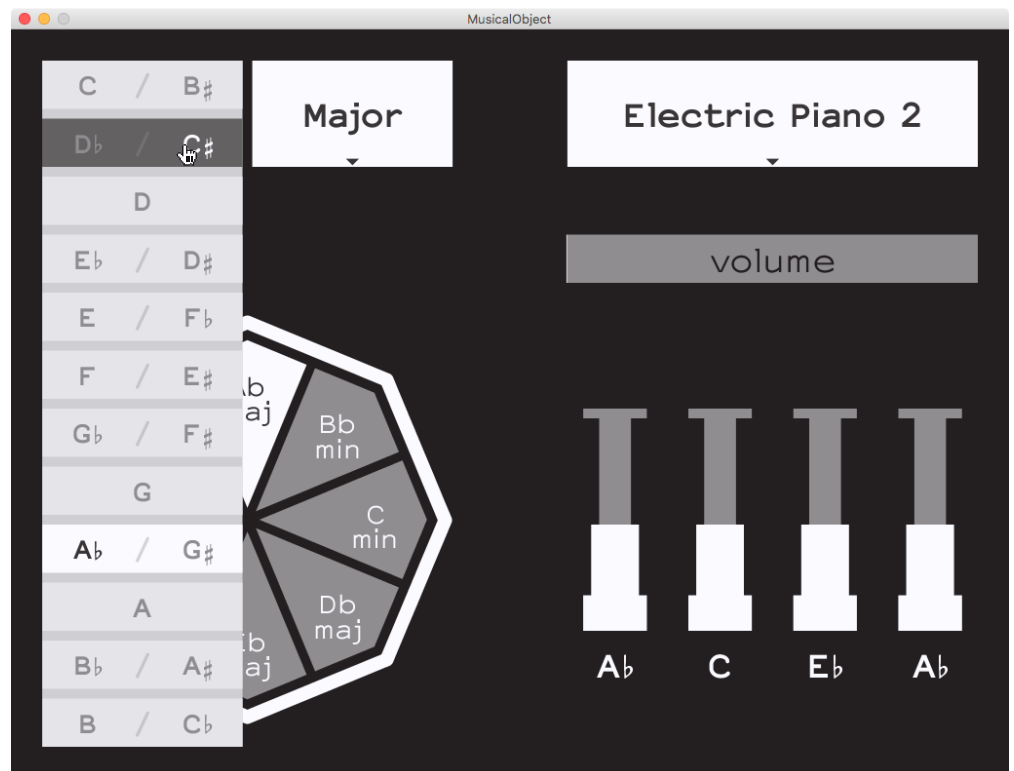 MusicalObject
C / B♯
D♭ / C♯
D
E♭ / D♯
E / F♭
F / E♯
G♭ / F♯
G
A♭ / G♯
A
B♭ / A♯
B / C♭
Major
Electric Piano 2
volume
Bb
min
C
min
Db
maj
A♭ C E♭ A♭